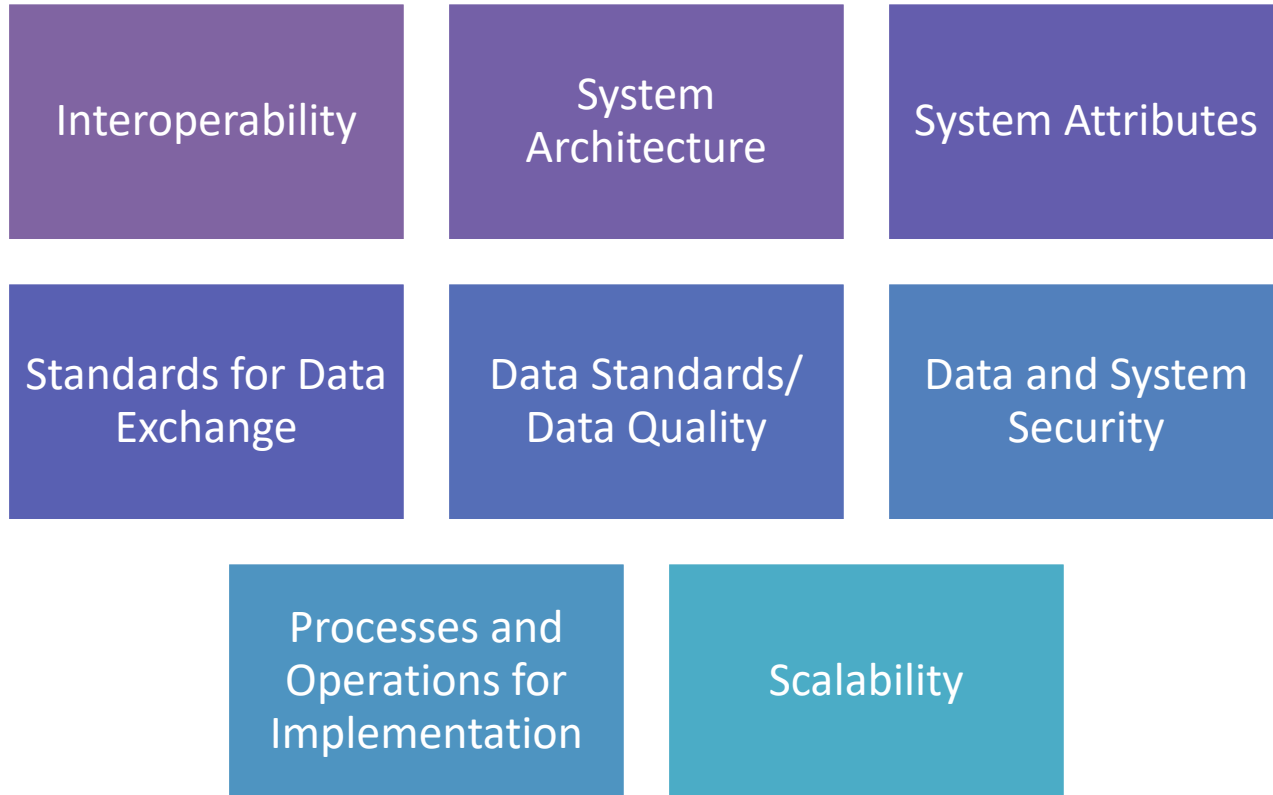 Interoperability
System
Architecture
System Attributes
Standards for Data
Exchange
Data Standards/
Data Quality
Data and System
Security
Processes and
Operations for
Implementation
Scalability